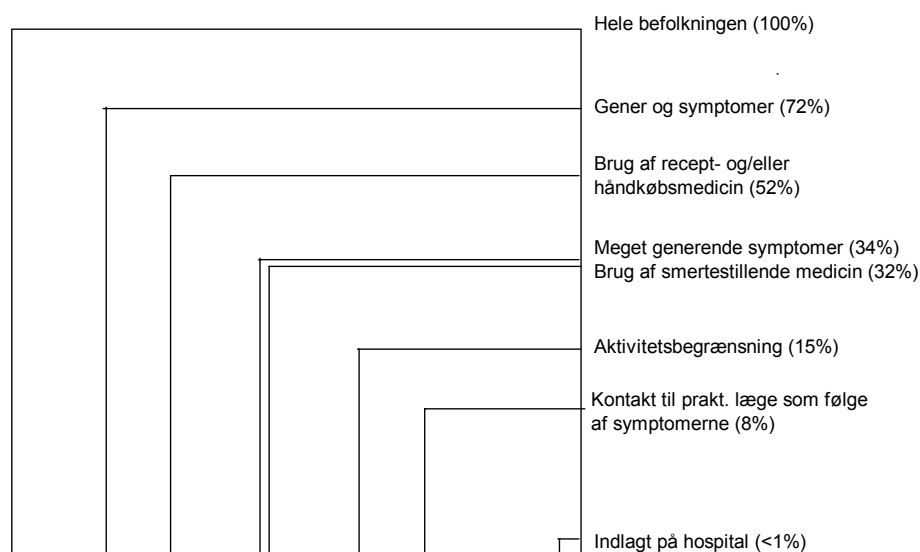 Hele befolkningen (100%)
Gener og symptomer (72%)
Brug af recept- og/eller
håndkøbsmedicin (52%)
Meget generende symptomer (34%)
Brug af smertestillende medicin (32%)
Aktivitetsbegrænsning (15%)
Kontakt til prakt. læge som følge
af symptomerne (8%)
Indlagt på hospital (<1%)